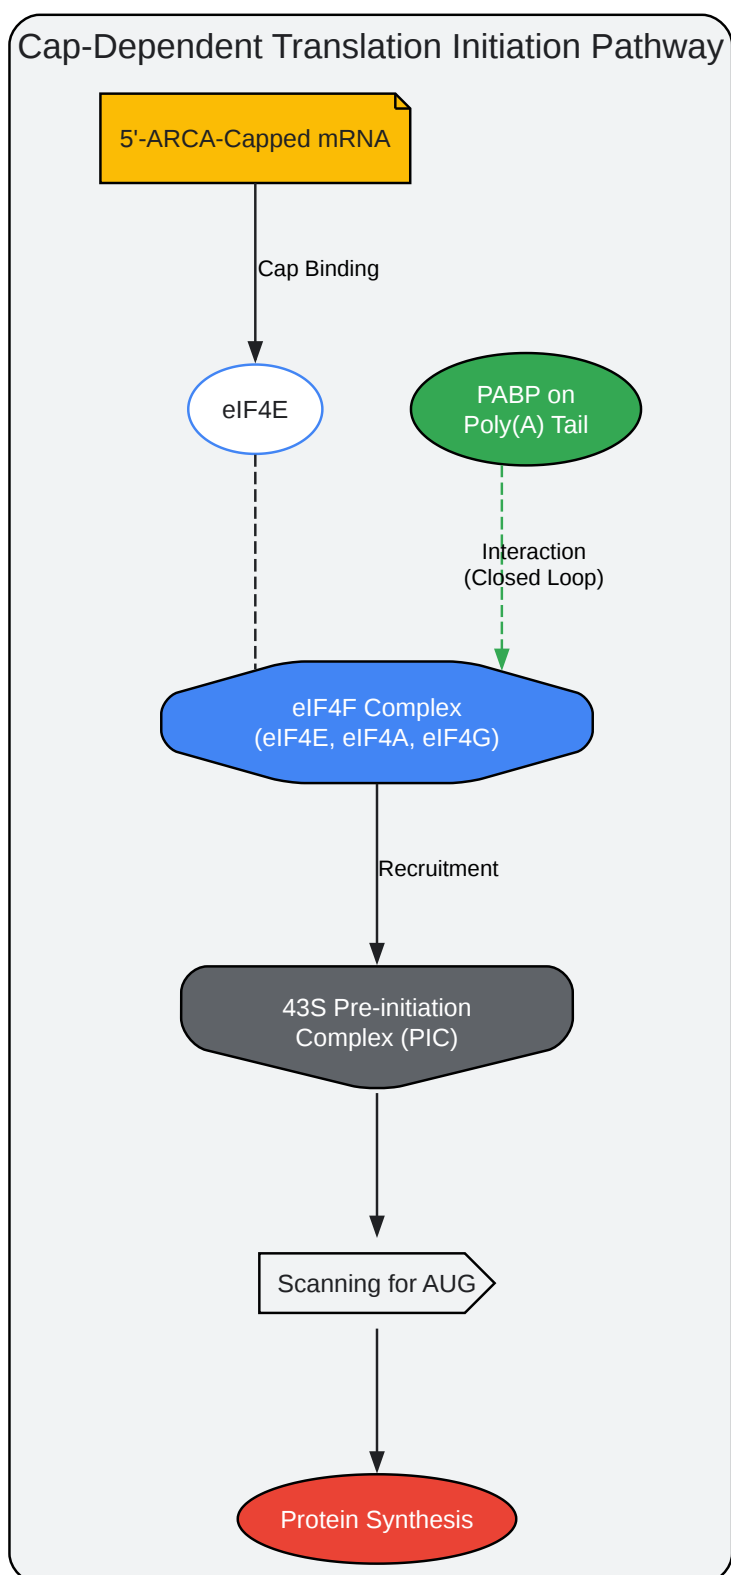 Cap-Dependent Translation Initiation Pathway
5'-ARCA-Capped mRNA
Cap Binding
eIF4E
PABP on
Poly(A) Tail
Interaction
(Closed Loop)
eIF4F Complex
(eIF4E, eIF4A, eIF4G)
Recruitment
43S Pre-initiation
Complex (PIC)
Scanning for AUG
Protein Synthesis